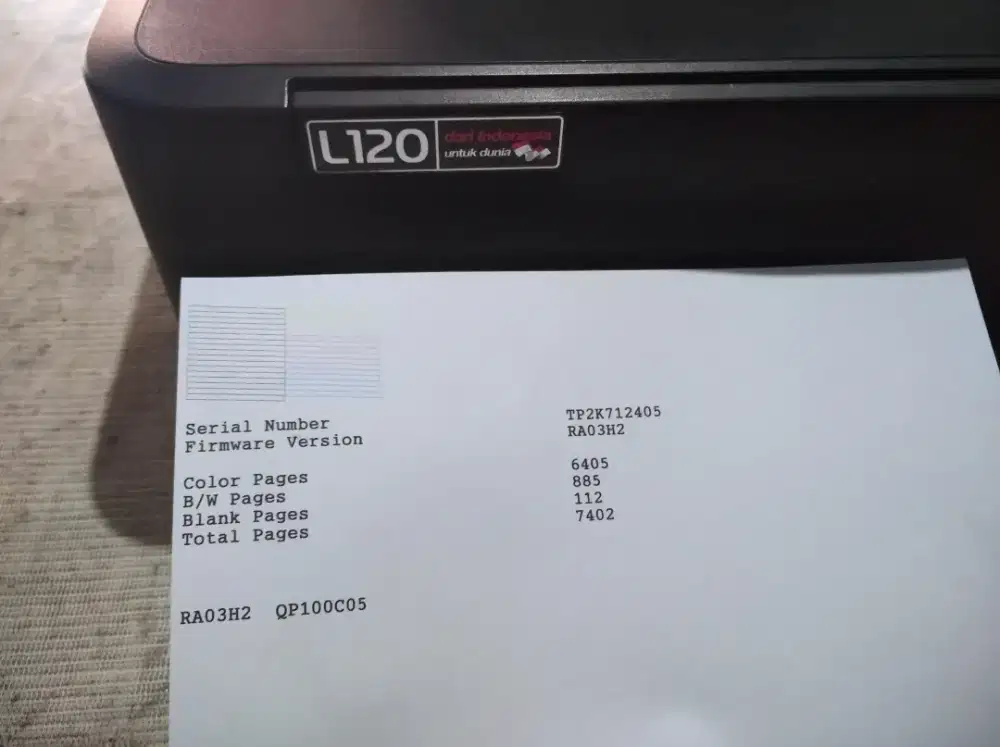 L120 dari Indonesia
untuk dunia
Serial Number TP2K712405
Firmware Version RA03H2
Color Pages 6405
B/W Pages 885
Blank Pages 112
Total Pages 7402
RA03H2 QP100C05